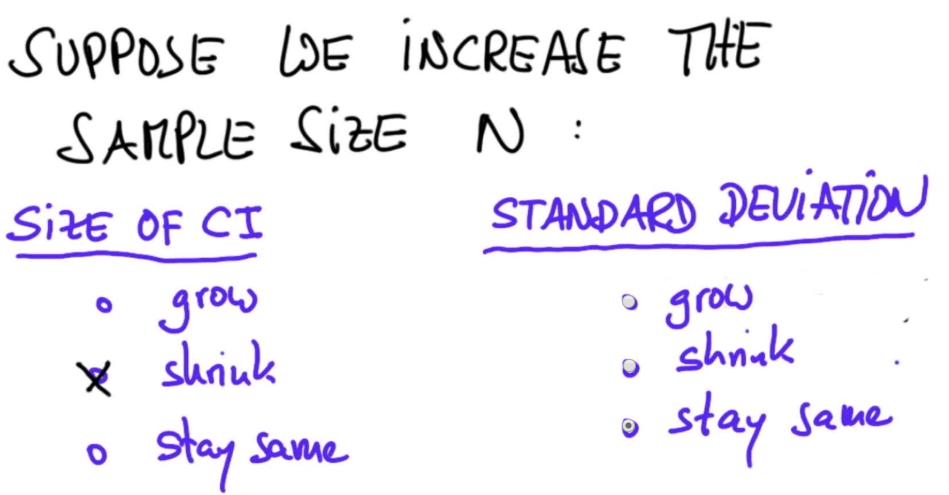 SUPPOSE WE INCREASE THE
SAMPLE SIZE N :
SIZE OF CI
grow
shrink
stay same
STANDARD DEVIATION
grow
shrink
stay same